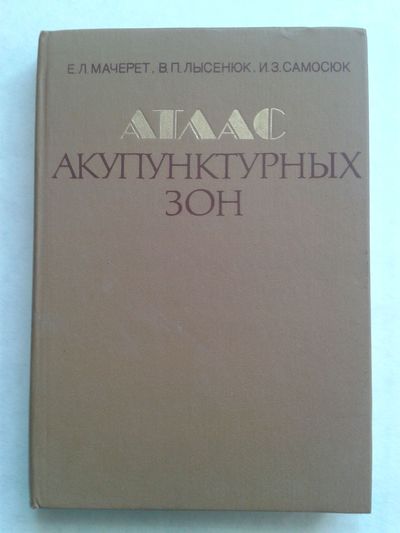 Е.Л.МАЧЕРЕТ, В.П.ЛЫСЕНЮК, И.З.САМОСЮК
АТЛАС
АКУПУНКТУРНЫХ
ЗОН